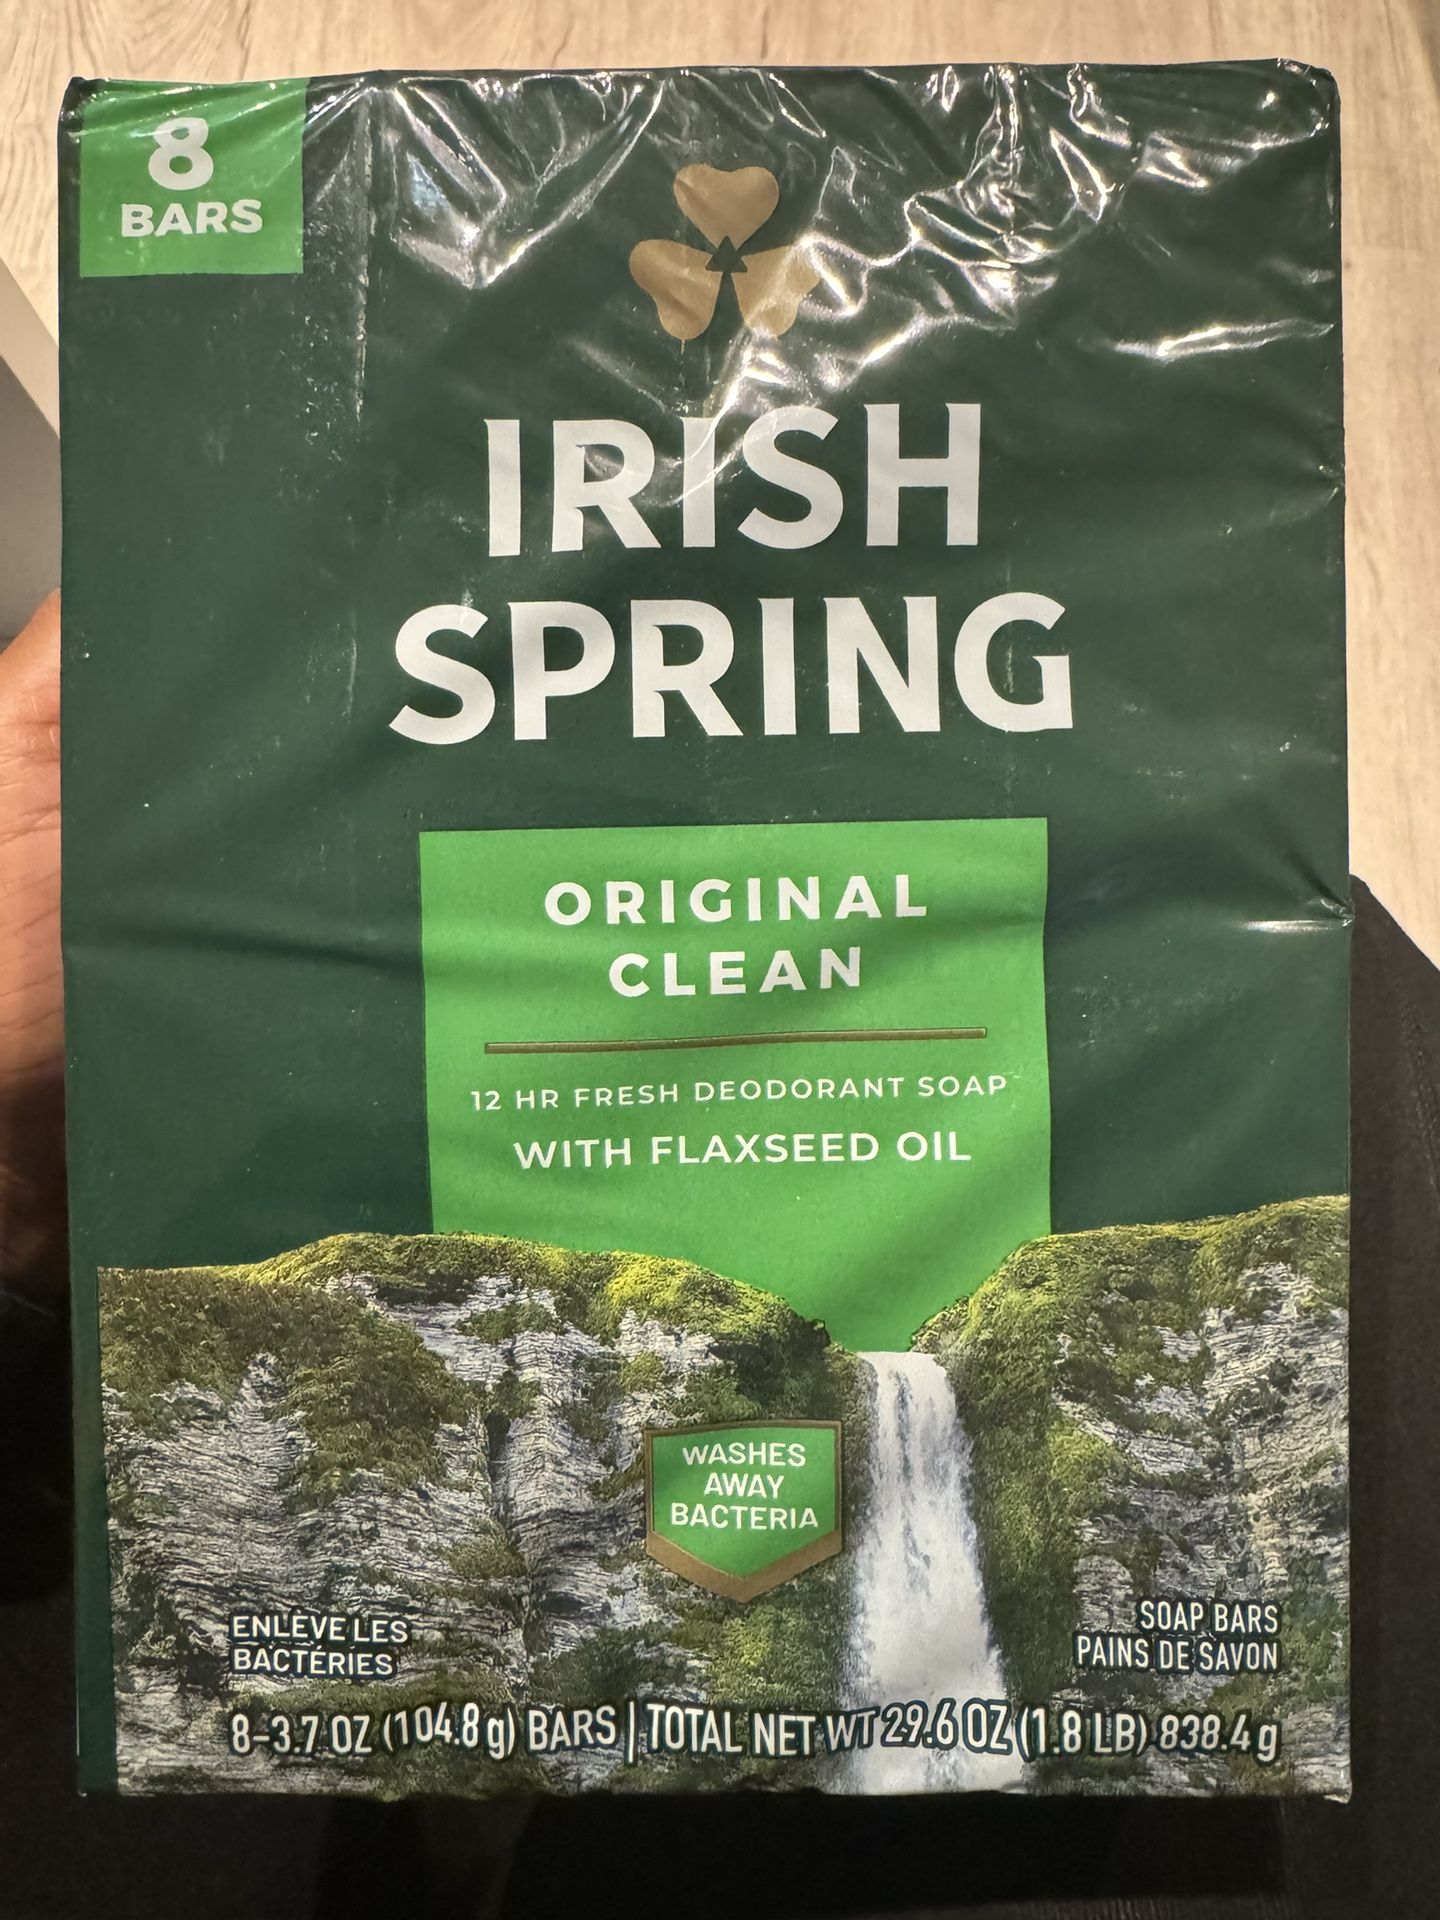 8
BARS
IRISH
SPRING
ORIGINAL
CLEAN
12 HR FRESH DEODORANT SOAP
WITH FLAXSEED OIL
WASHES
AWAY
BACTERIA
ENLÈVE LES
BACTÉRIES
SOAP BARS
PAINS DE SAVON
8-3.7 OZ (104.8 g) BARS | TOTAL NET WT 29.6 OZ (1.8 LB) 838.4 g